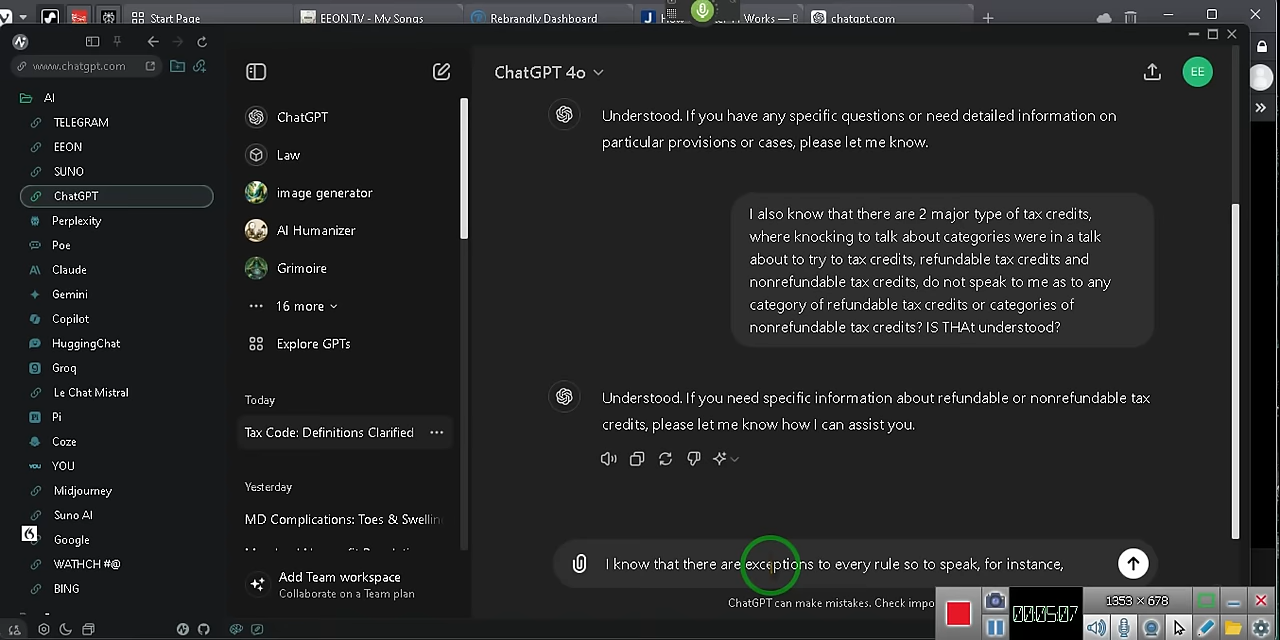 Start Page
EEON.TV - My Songs
Rebrandly Dashboard
Works — B
chatgpt.com
www.chatgpt.com
AI
TELEGRAM
EEON
SUNO
ChatGPT
Perplexity
Poe
Claude
Gemini
Copilot
HuggingChat
Groq
Le Chat Mistral
Pi
Coze
YOU
Midjourney
Suno AI
Google
WATHCH #@
BING
ChatGPT
Law
image generator
AI Humanizer
Grimoire
16 more
Explore GPTs
Today
Tax Code: Definitions Clarified
Yesterday
MD Complications: Toes & Swellin
Add Team workspace
Collaborate on a Team plan
ChatGPT 4o
EE
Understood. If you have any specific questions or need detailed information on
particular provisions or cases, please let me know.
I also know that there are 2 major type of tax credits,
where knocking to talk about categories were in a talk
about to try to tax credits, refundable tax credits and
nonrefundable tax credits, do not speak to me as to any
category of refundable tax credits or categories of
nonrefundable tax credits? IS THAt understood?
Understood. If you need specific information about refundable or nonrefundable tax
credits, please let me know how I can assist you.
I know that there are exceptions to every rule so to speak, for instance,
ChatGPT can make mistakes. Check impo
1353 × 678
00:05:07